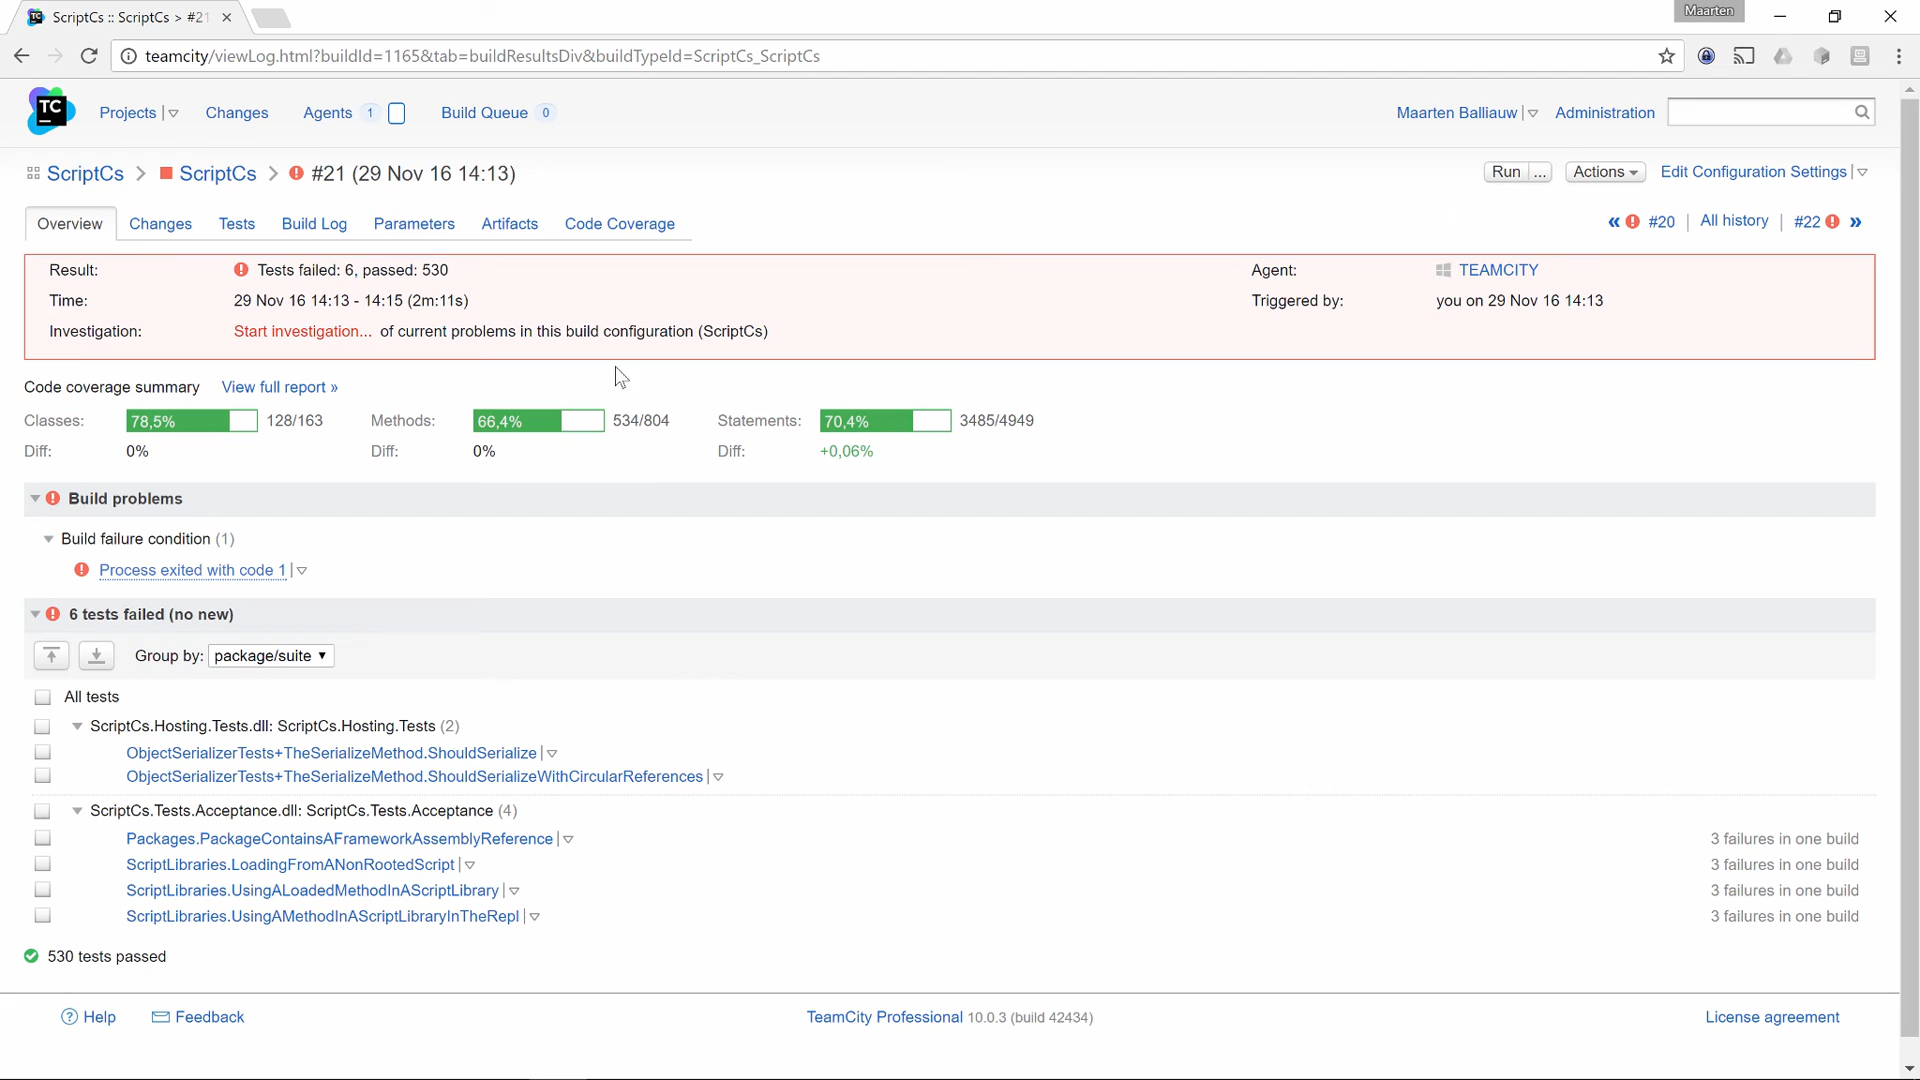 ScriptCs :: ScriptCs > #21
Maarten
teamcity/viewLog.html?buildId=1165&tab=buildResultsDiv&buildTypeId=ScriptCs_ScriptCs
TC Projects Changes Agents 1 Build Queue 0 Maarten Balliauw Administration
ScriptCs ScriptCs #21 (29 Nov 16 14:13) Run ... Actions Edit Configuration Settings
Overview Changes Tests Build Log Parameters Artifacts Code Coverage « #20 | All history | #22 »
Result: Tests failed: 6, passed: 530 Agent: TEAMCITY
Time: 29 Nov 16 14:13 - 14:15 (2m:11s) Triggered by: you on 29 Nov 16 14:13
Investigation: Start investigation... of current problems in this build configuration (ScriptCs)
Code coverage summary View full report »
Classes: 78,5% 128/163 Methods: 66,4% 534/804 Statements: 70,4% 3485/4949
Diff: 0% Diff: 0% Diff: +0,06%
Build problems
Build failure condition (1)
Process exited with code 1
6 tests failed (no new)
Group by: package/suite
All tests
ScriptCs.Hosting.Tests.dll: ScriptCs.Hosting.Tests (2)
ObjectSerializerTests+TheSerializeMethod.ShouldSerialize
ObjectSerializerTests+TheSerializeMethod.ShouldSerializeWithCircularReferences
ScriptCs.Tests.Acceptance.dll: ScriptCs.Tests.Acceptance (4)
Packages.PackageContainsAFrameworkAssemblyReference 3 failures in one build
ScriptLibraries.LoadingFromANonRootedScript 3 failures in one build
ScriptLibraries.UsingALoadedMethodInAScriptLibrary 3 failures in one build
ScriptLibraries.UsingAMethodInAScriptLibraryInTheRepl 3 failures in one build
530 tests passed
Help Feedback TeamCity Professional 10.0.3 (build 42434) License agreement